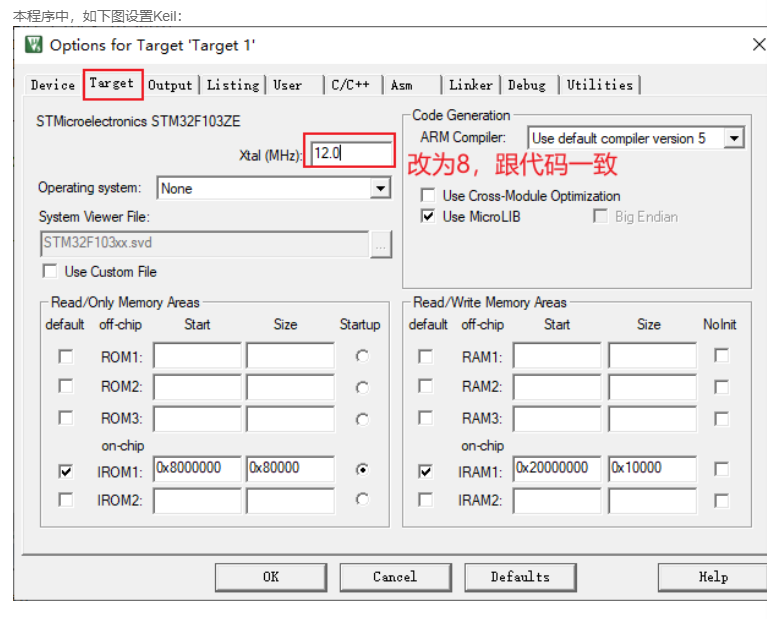 本程序中，如下图设置Keil：
Options for Target 'Target 1'
Device Target Output Listing User C/C++ Asm Linker Debug Utilities
STMicroelectronics STM32F103ZE
Xtal (MHz): 12.0
Operating system: None
System Viewer File:
STM32F103xx.svd ...
Use Custom File
Code Generation
ARM Compiler: Use default compiler version 5
改为8，跟代码一致
Use Cross-Module Optimization
Use MicroLIB Big Endian
Read/Only Memory Areas
default off-chip Start Size Startup
ROM1:
ROM2:
ROM3:
on-chip
IROM1: 0x8000000 0x80000
IROM2:
Read/Write Memory Areas
default off-chip Start Size NoInit
RAM1:
RAM2:
RAM3:
on-chip
IRAM1: 0x20000000 0x10000
IRAM2:
OK Cancel Defaults Help